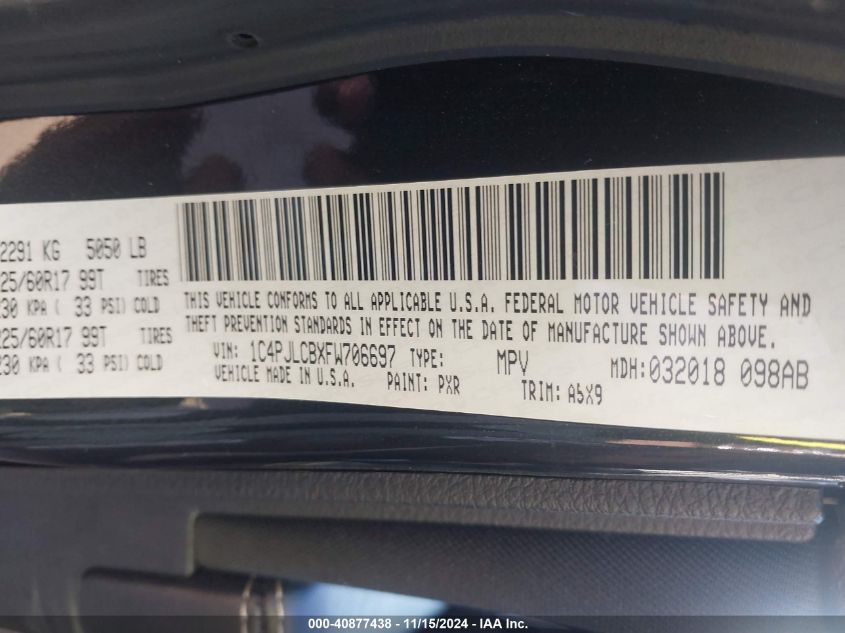 2291 KG 5050 LB
25/60R17 99T TIRES
230 KPA ( 33 PSI) COLD
225/60R17 99T TIRES
230 KPA ( 33 PSI) COLD
THIS VEHICLE CONFORMS TO ALL APPLICABLE U.S.A. FEDERAL MOTOR VEHICLE SAFETY AND
THEFT PREVENTION STANDARDS IN EFFECT ON THE DATE OF MANUFACTURE SHOWN ABOVE.
VIN: 1C4PJLCBXFW706697 TYPE: MPV MDH:032018 098AB
VEHICLE MADE IN U.S.A. PAINT: PXR TRIM: A5X9
000-40877438 - 11/15/2024 - IAA Inc.